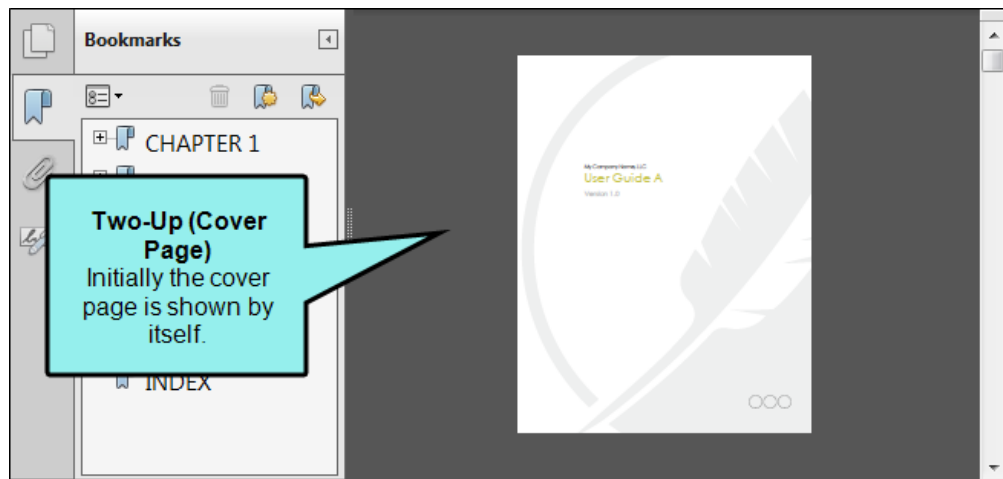 Bookmarks
CHAPTER 1
Two-Up (Cover
Page)
Initially the cover
page is shown by
itself.
INDEX
My Company Name, LLC
User Guide A
Version 1.0